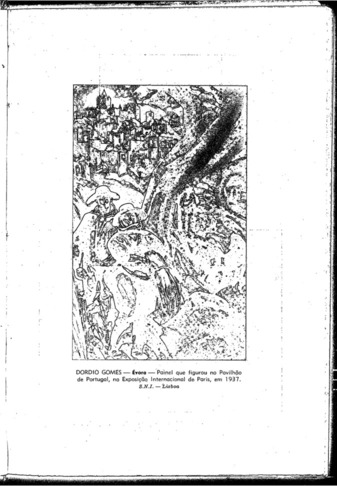 DORDIO GOMES — Évora — Painel que figurou no Pavilhão
de Portugal, na Exposição Internacional de Paris, em 1937.
S.N.I. — Lisboa